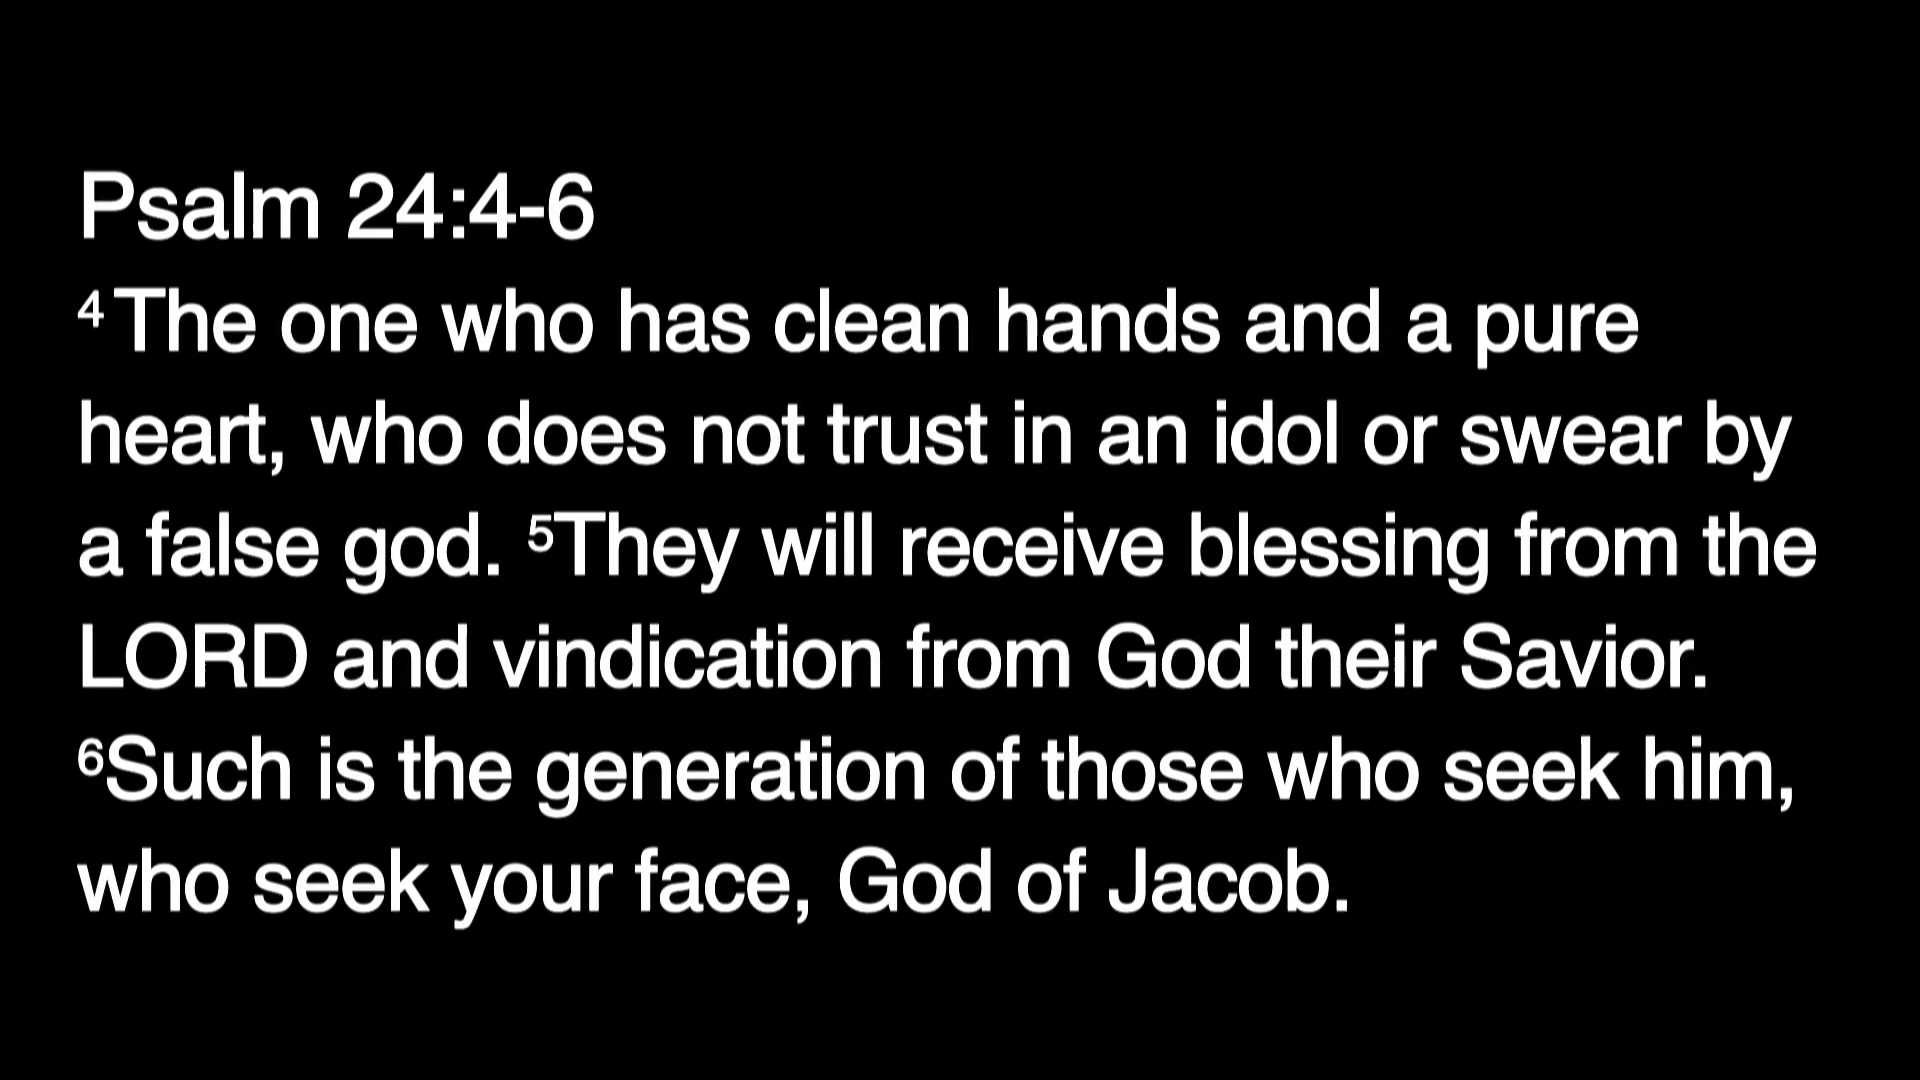 Psalm 24:4-6
⁴The one who has clean hands and a pure
heart, who does not trust in an idol or swear by
a false god. ⁵They will receive blessing from the
LORD and vindication from God their Savior.
⁶Such is the generation of those who seek him,
who seek your face, God of Jacob.